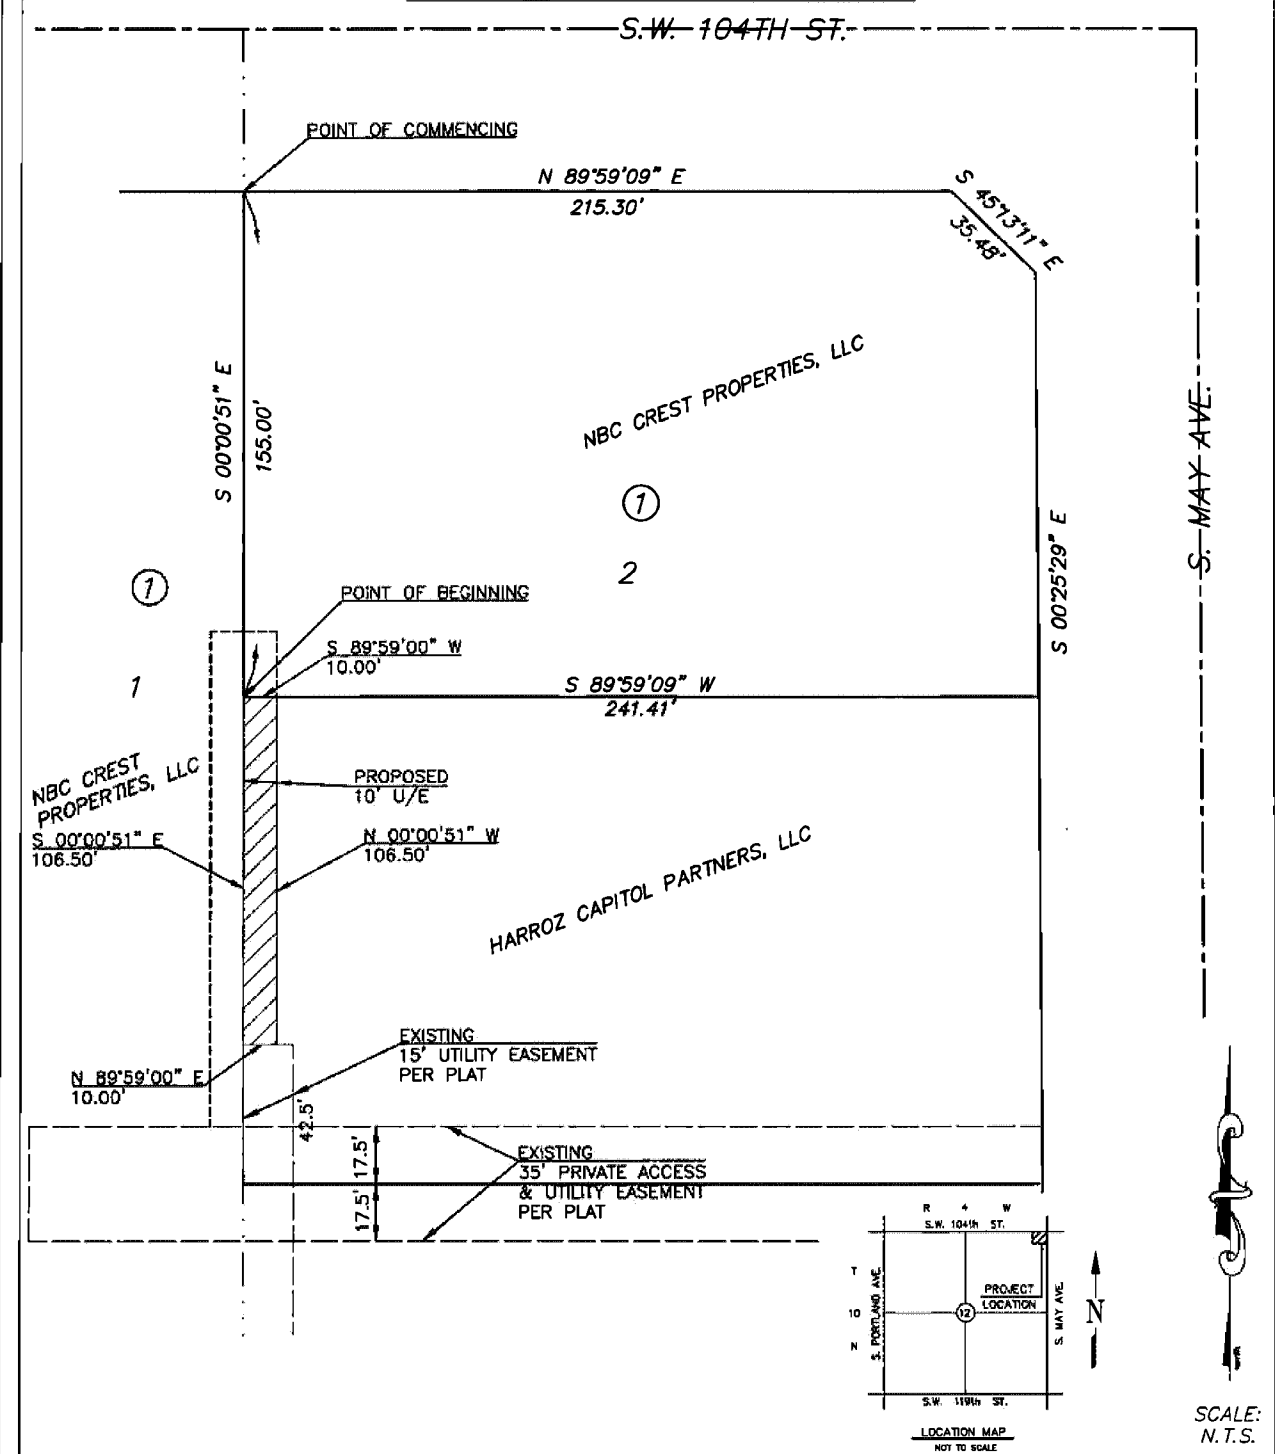 S.W. 104TH ST.
POINT OF COMMENCING
N 89°59'09" E
215.30'
S 45°13'11" E
35.48'
S 00°00'51" E
155.00'
NBC CREST PROPERTIES, LLC
S. MAY AVE.
1
2
S 00°25'29" E
1
1
POINT OF BEGINNING
S 89°59'00" W
10.00'
S 89°59'09" W
241.41'
NBC CREST
PROPERTIES, LLC
PROPOSED
10' U/E
S 00°00'51" E
106.50'
N 00°00'51" W
106.50'
HARROZ CAPITOL PARTNERS, LLC
EXISTING
15' UTILITY EASEMENT
PER PLAT
N 89°59'00" E
10.00'
42.5'
17.5'
17.5'
EXISTING
35' PRIVATE ACCESS
& UTILITY EASEMENT
PER PLAT
R 4 W
S.W. 104th ST.
T
10
N
S. PORTLAND AVE.
PROJECT
LOCATION
12
S. MAY AVE.
N
S.W. 119th ST.
LOCATION MAP
NOT TO SCALE
SCALE:
N.T.S.